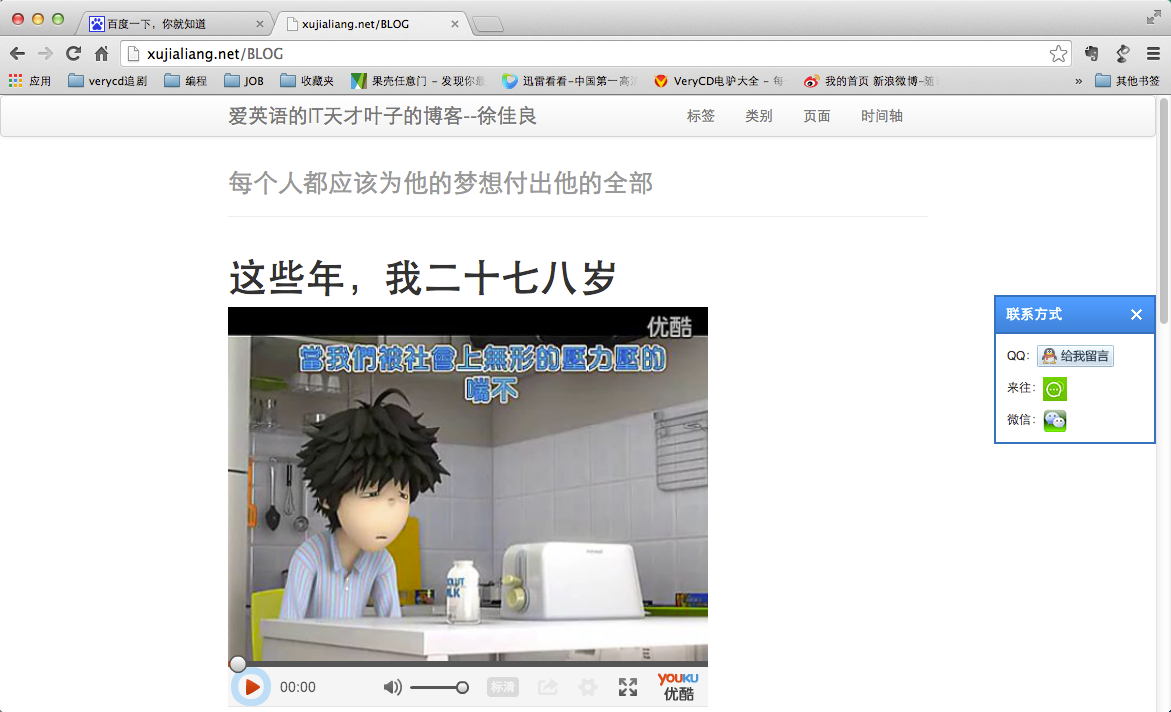 百度一下，你就知道
xujialiang.net/BLOG
xujialiang.net/BLOG
应用 verycd追剧 编程 JOB 收藏夹 果壳任意门 - 发现你最 迅雷看看-中国第一高清 VeryCD电驴大全 - 每 我的首页 新浪微博-随 » 其他书签
爱英语的IT天才叶子的博客--徐佳良 标签 类别 页面 时间轴
每个人都应该为他的梦想付出他的全部
这些年，我二十七八岁
优酷
當我們被社會上無形的壓力壓的
喘不
MILK
00:00 标清 YOUKU
优酷
联系方式
QQ: 给我留言
来往:
微信: